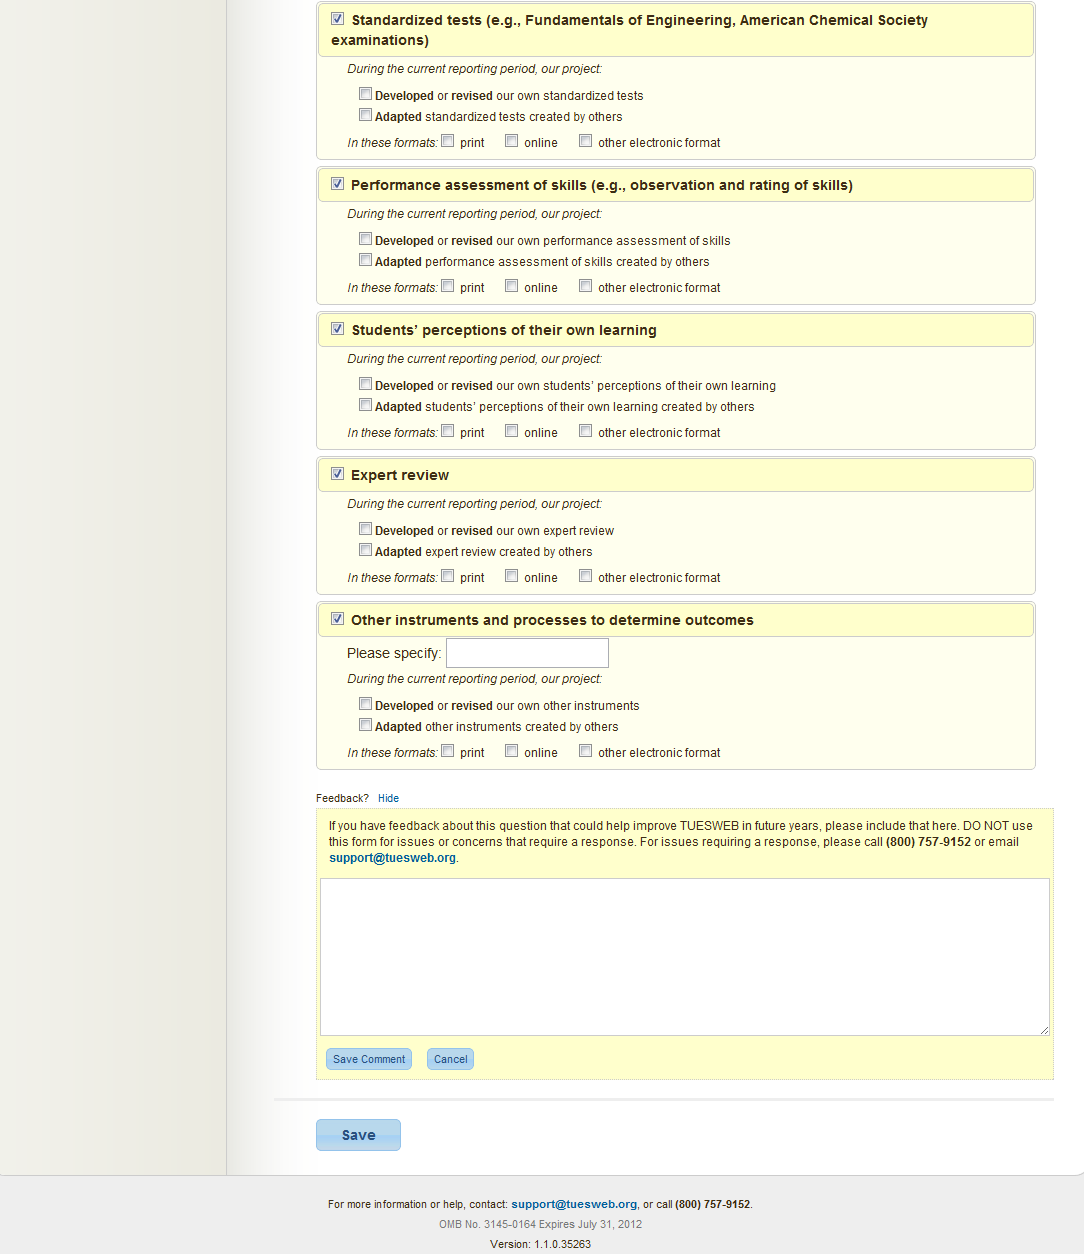 Standardized tests (e.g., Fundamentals of Engineering, American Chemical Society
examinations)
During the current reporting period, our project:
Developed or revised our own standardized tests
Adapted standardized tests created by others
In these formats: print online other electronic format
Performance assessment of skills (e.g., observation and rating of skills)
During the current reporting period, our project:
Developed or revised our own performance assessment of skills
Adapted performance assessment of skills created by others
In these formats: print online other electronic format
Students’ perceptions of their own learning
During the current reporting period, our project:
Developed or revised our own students’ perceptions of their own learning
Adapted students’ perceptions of their own learning created by others
In these formats: print online other electronic format
Expert review
During the current reporting period, our project:
Developed or revised our own expert review
Adapted expert review created by others
In these formats: print online other electronic format
Other instruments and processes to determine outcomes
Please specify:
During the current reporting period, our project:
Developed or revised our own other instruments
Adapted other instruments created by others
In these formats: print online other electronic format
Feedback? Hide
If you have feedback about this question that could help improve TUESWEB in future years, please include that here. DO NOT use
this form for issues or concerns that require a response. For issues requiring a response, please call (800) 757-9152 or email
support@tuesweb.org.
Save Comment Cancel
Save
For more information or help, contact: support@tuesweb.org, or call (800) 757-9152.
OMB No. 3145-0164 Expires July 31, 2012
Version: 1.1.0.35263